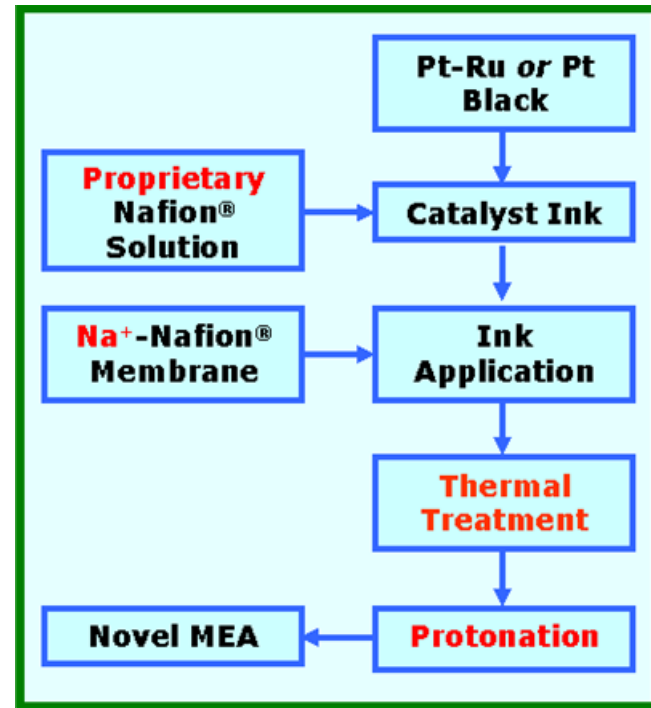 Pt-Ru or Pt
Black
Proprietary
Nafion®
Solution
Catalyst Ink
Na⁺-Nafion®
Membrane
Ink
Application
Thermal
Treatment
Novel MEA
Protonation